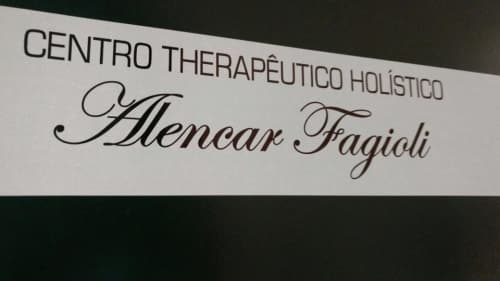 CENTRO THERAPÊUTICO HOLÍSTICO
Alencar Fagioli